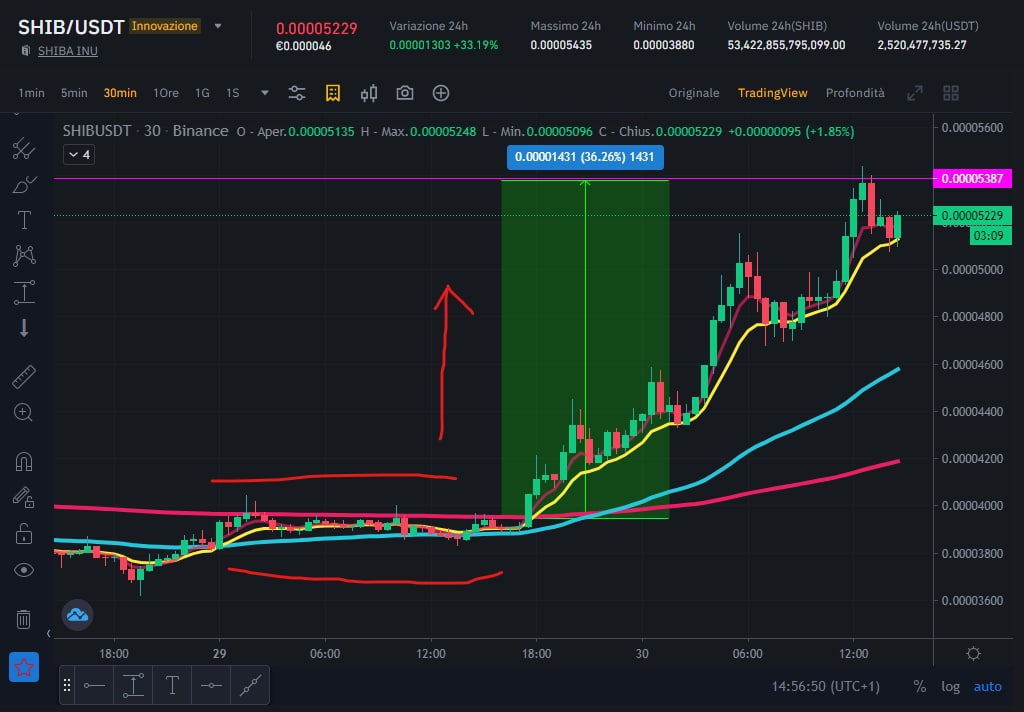 SHIB/USDT Innovazione
SHIBA INU
0.00005229
€0.000046
Variazione 24h
0.00001303 +33.19%
Massimo 24h
0.00005435
Minimo 24h
0.00003880
Volume 24h(SHIB)
53,422,855,795,099.00
Volume 24h(USDT)
2,520,477,735.27
1min 5min 30min 1Ore 1G 1S
Originale TradingView Profondità
SHIBUSDT · 30 · Binance O - Aper.0.00005135 H - Max.0.00005248 L - Min.0.00005096 C - Chius.0.00005229 +0.00000095 (+1.85%)
4
0.00001431 (36.26%) 1431
0.00005600
0.00005387
0.00005229
03:09
0.00005000
0.00004800
0.00004600
0.00004400
0.00004200
0.00004000
0.00003800
0.00003600
18:00 29 06:00 12:00 18:00 30 06:00 12:00
14:56:50 (UTC+1) % log auto